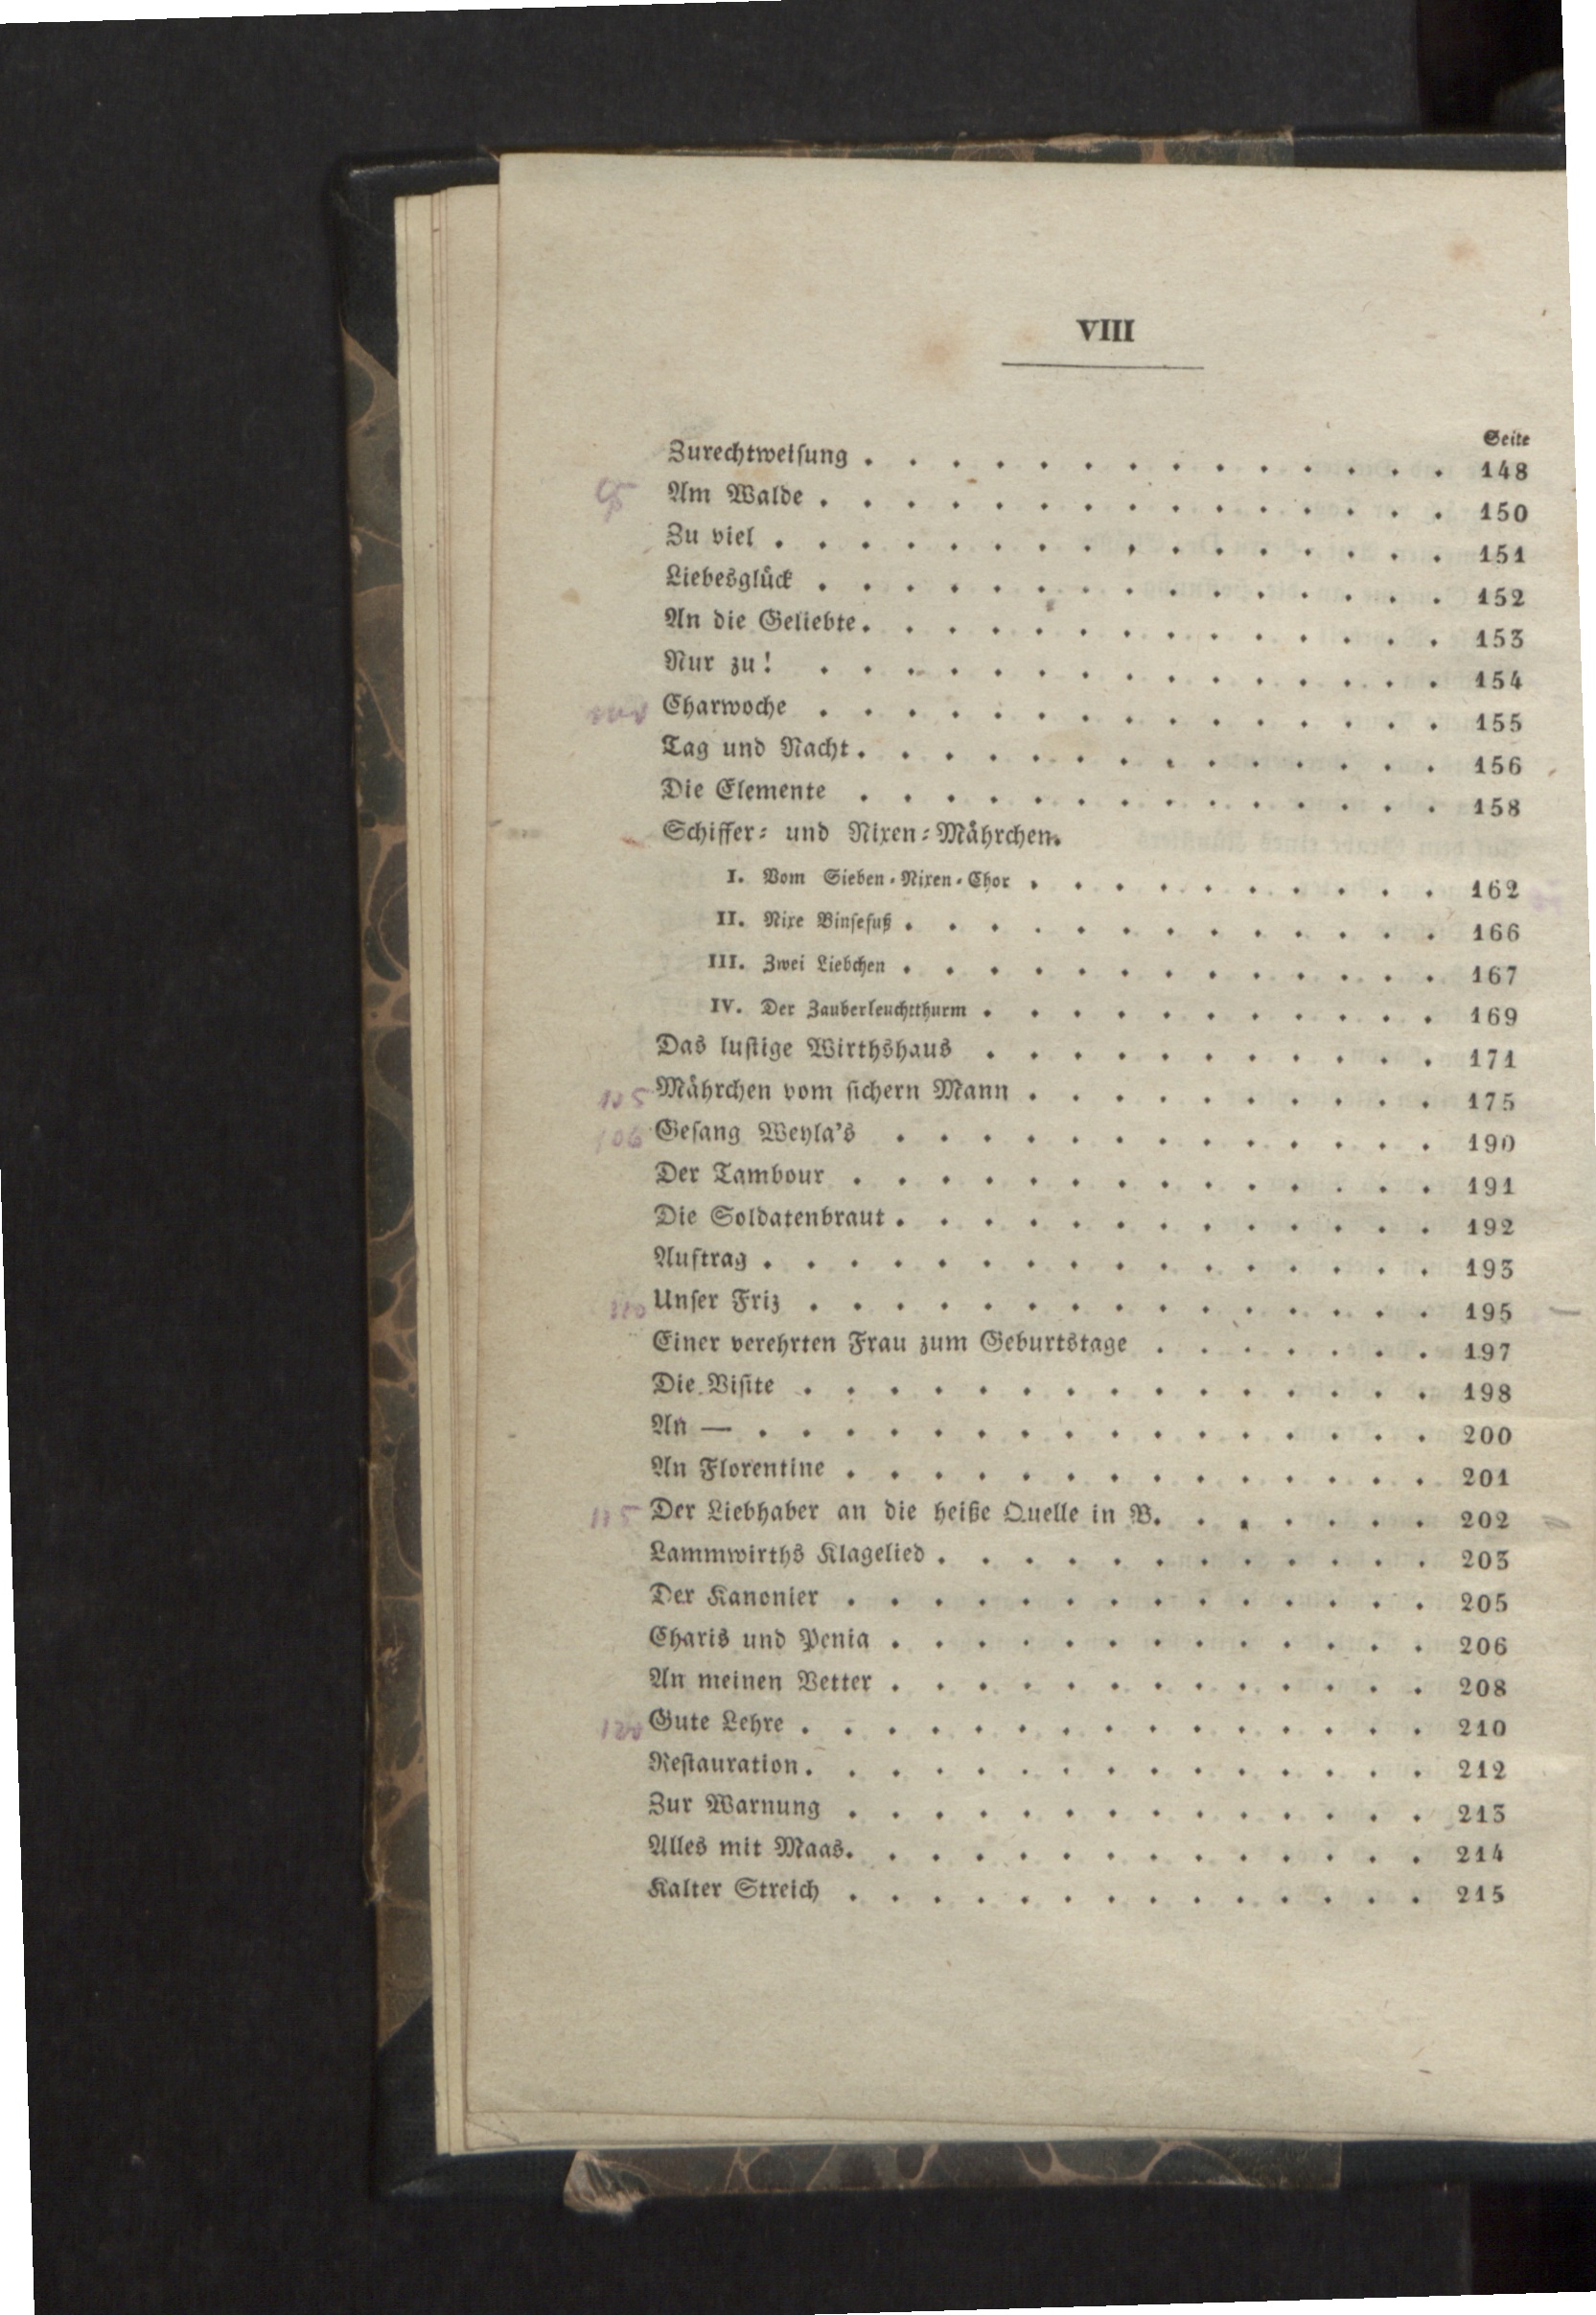 VIII
Seite
Zurechtweiſung . . . . . . . . . . . . . . 148
Am Walde . . . . . . . . . . . . . . . 150
Zu viel . . . . . . . . . . . . . . . . 151
Liebesglück . . . . . . . . . . . . . . . 152
An die Geliebte. . . . . . . . . . . . . . 153
Nur zu! . . . . . . . . . . . . . . . 154
Charwoche . . . . . . . . . . . . . . . 155
Tag und Nacht. . . . . . . . . . . . . . 156
Die Elemente . . . . . . . . . . . . . . 158
Schiffer- und Nixen-Mährchen.
I. Vom Sieben-Nixen-Chor . . . . . . . . . . 162
II. Nixe Binſefuß . . . . . . . . . . . . . 166
III. Zwei Liebchen . . . . . . . . . . . . . 167
IV. Der Zauberleuchtthurm . . . . . . . . . . . 169
Das luſtige Wirthshaus . . . . . . . . . . . 171
115 Mährchen vom ſichern Mann . . . . . . . . . . 175
106 Geſang Weyla's . . . . . . . . . . . . . 190
Der Tambour . . . . . . . . . . . . . . 191
Die Soldatenbraut . . . . . . . . . . . . . 192
Auftrag . . . . . . . . . . . . . . . . 193
110 Unſer Friz . . . . . . . . . . . . . . . 195
Einer verehrten Frau zum Geburtstage . . . . . . . 197
Die Viſite . . . . . . . . . . . . . . . 198
An — . . . . . . . . . . . . . . . . 200
An Florentine . . . . . . . . . . . . . . 201
115 Der Liebhaber an die heiße Quelle in B. . . . . . . 202
Lammwirths Klagelied . . . . . . . . . . . . 203
Der Kanonier . . . . . . . . . . . . . . 205
Charis und Penia . . . . . . . . . . . . . 206
An meinen Vetter . . . . . . . . . . . . . 208
120 Gute Lehre . . . . . . . . . . . . . . . 210
Reſtauration. . . . . . . . . . . . . . . 212
Zur Warnung . . . . . . . . . . . . . . 213
Alles mit Maas. . . . . . . . . . . . . . 214
Kalter Streich . . . . . . . . . . . . . . 215